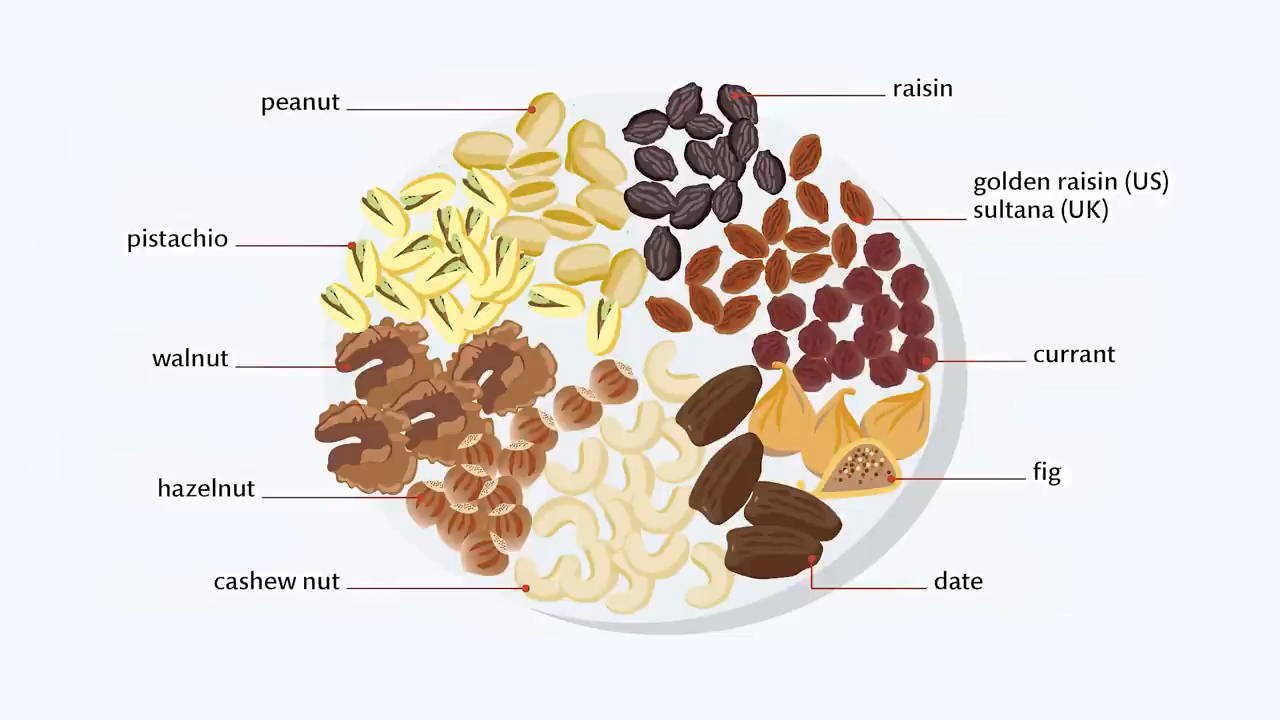 peanut
pistachio
walnut
hazelnut
cashew nut
raisin
golden raisin (US)
sultana (UK)
currant
fig
date